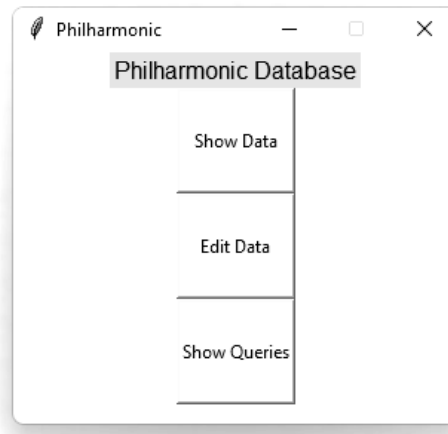 Philharmonic
Philharmonic Database
Show Data
Edit Data
Show Queries